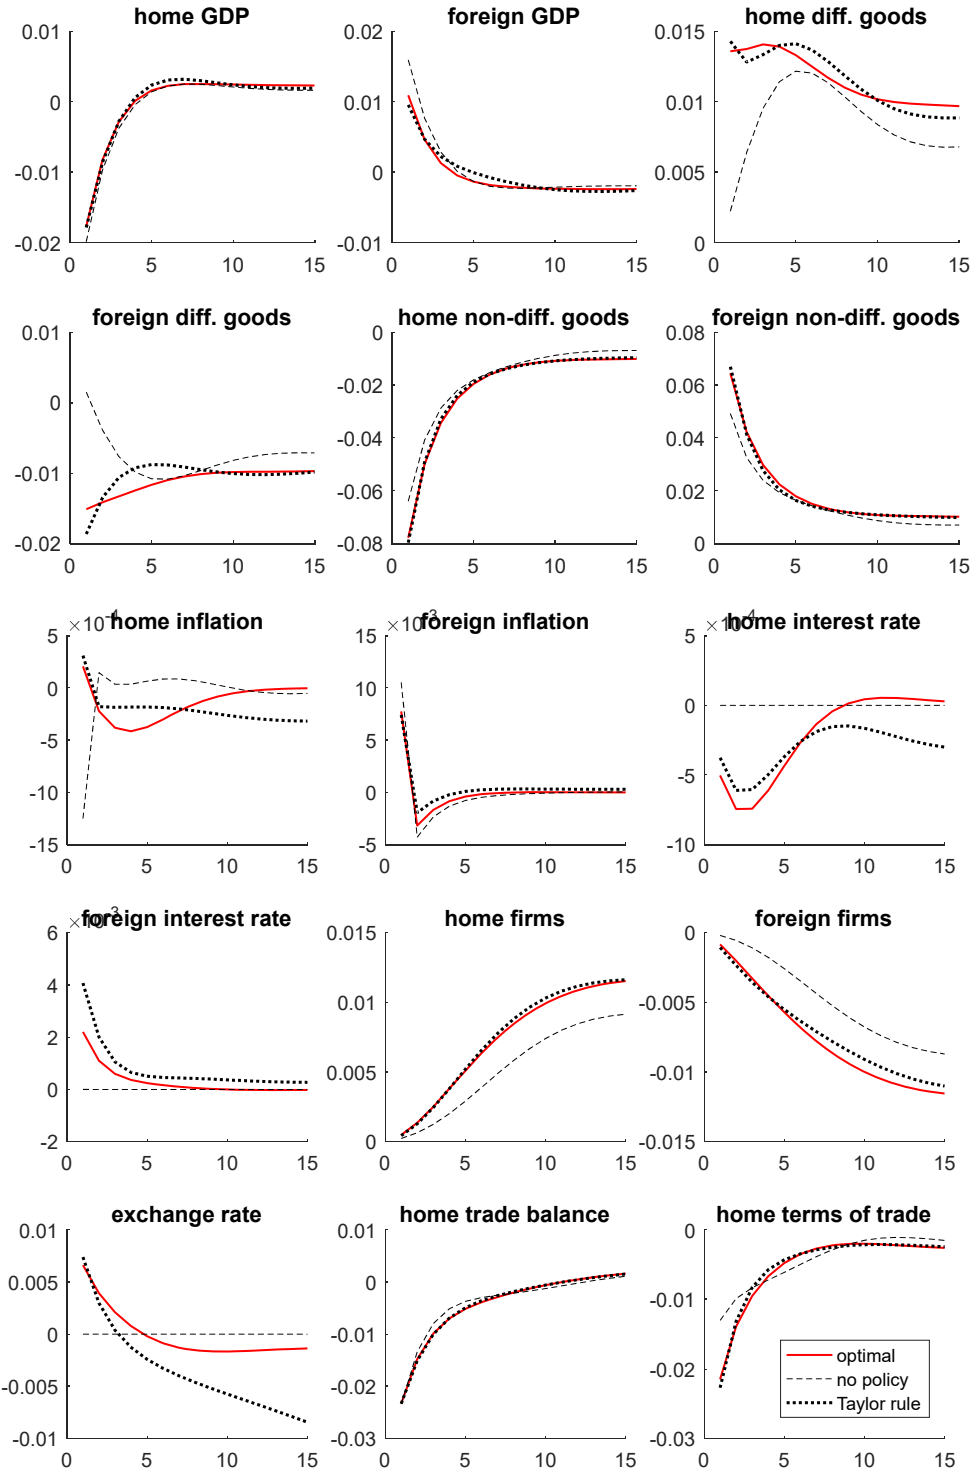 home GDP
0.01
0
-0.01
-0.02
0 5 10 15
foreign GDP
0.02
0.01
0
-0.01
0 5 10 15
home diff. goods
0.015
0.01
0.005
0
0 5 10 15
foreign diff. goods
0.01
0
-0.01
-0.02
0 5 10 15
home non-diff. goods
0
-0.02
-0.04
-0.06
-0.08
0 5 10 15
foreign non-diff. goods
0.08
0.06
0.04
0.02
0
0 5 10 15
×10⁻⁴
home inflation
5
0
-5
-10
-15
0 5 10 15
×10⁻³
foreign inflation
15
10
5
0
-5
0 5 10 15
×10⁻⁴
home interest rate
5
0
-5
-10
0 5 10 15
×10⁻³
foreign interest rate
6
4
2
0
-2
0 5 10 15
home firms
0.015
0.01
0.005
0
0 5 10 15
foreign firms
0
-0.005
-0.01
-0.015
0 5 10 15
exchange rate
0.01
0.005
0
-0.005
-0.01
0 5 10 15
home trade balance
0.01
0
-0.01
-0.02
-0.03
0 5 10 15
home terms of trade
0
-0.01
-0.02
-0.03
0 5 10 15
optimal
no policy
Taylor rule